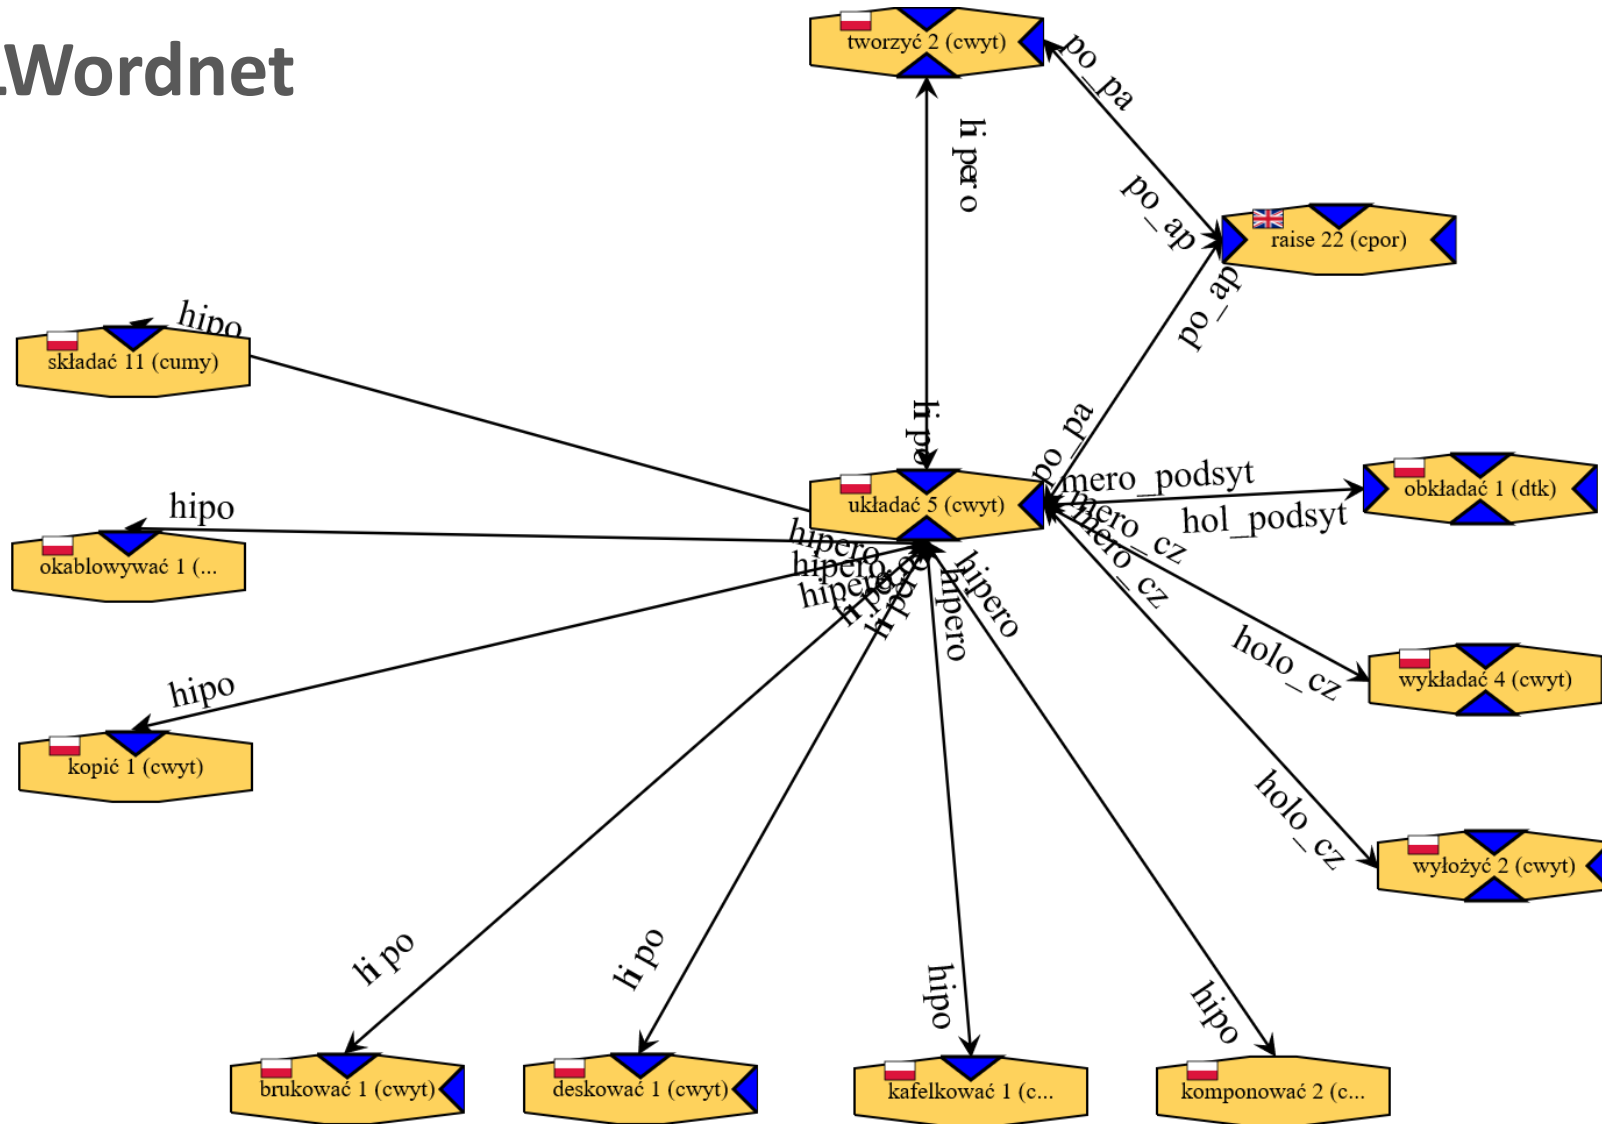 Wordnet
tworzyć 2 (cwyt)
po_pa
hipero
po_ap
raise 22 (cpor)
po_ap
hipo
składać 11 (cumy)
hipo
po_pa
układać 5 (cwyt)
mero_podsyt
hol_podsyt
obkładać 1 (dtk)
mero_cz
mero_cz
hipo
okablowywać 1 (...
hipero
hipero
hipero
hipero
hipero
hipero
hipero
holo_cz
wykładać 4 (cwyt)
hipo
kopić 1 (cwyt)
holo_cz
wyłożyć 2 (cwyt)
hipo
hipo
hipo
hipo
brukować 1 (cwyt)
deskować 1 (cwyt)
kafelkować 1 (c...
komponować 2 (c...